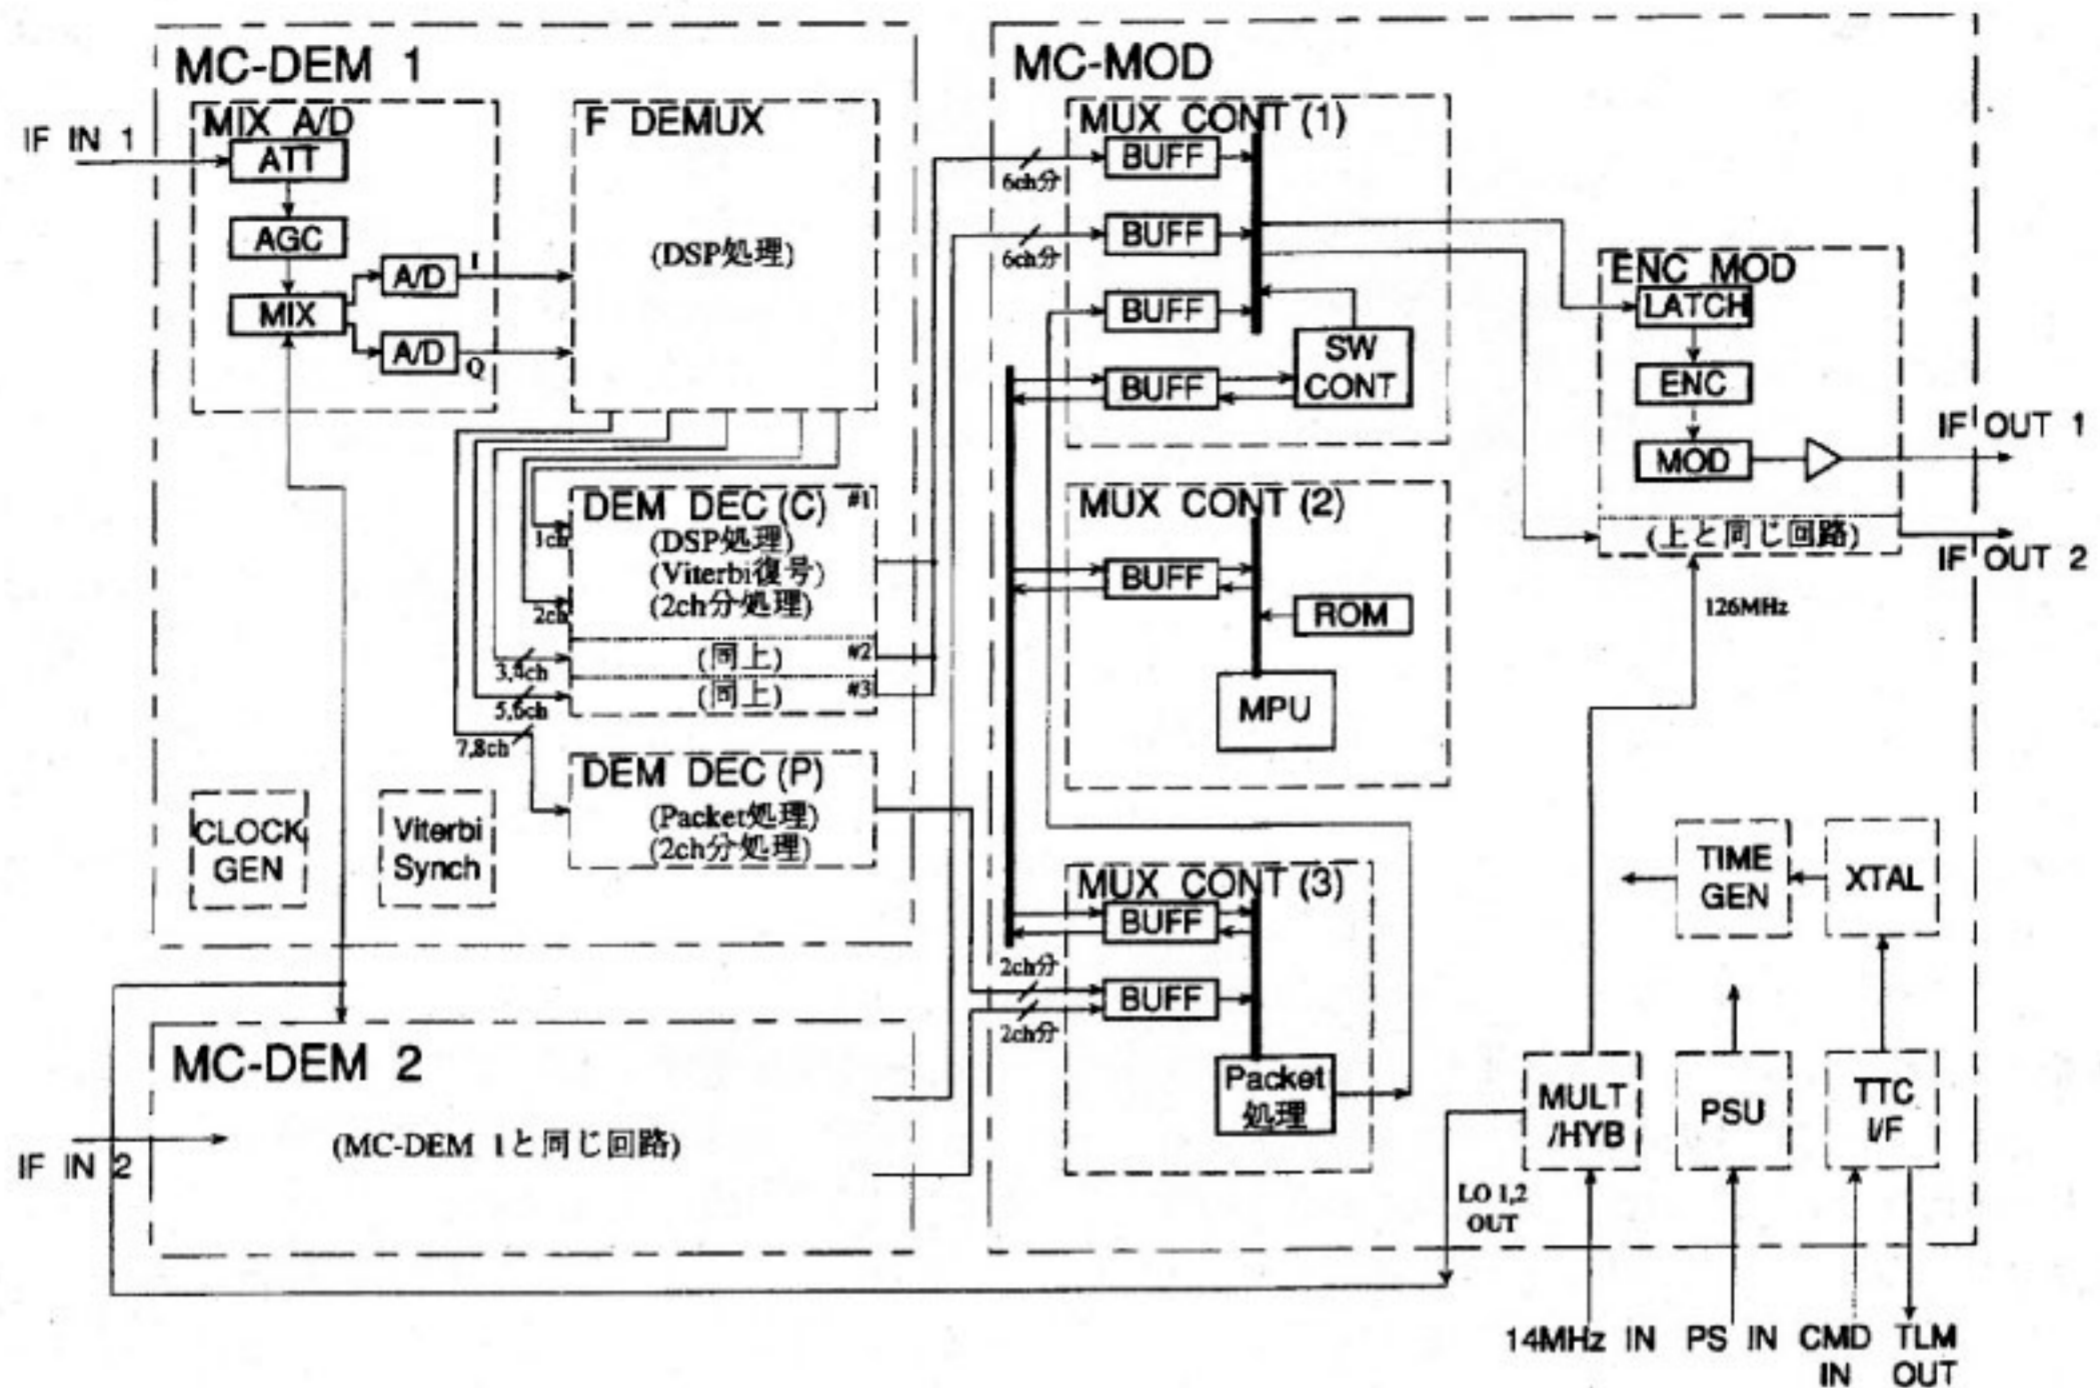 MC-DEM 1
MIX A/D
IF IN 1
ATT
AGC
MIX
A/D
I
A/D
Q
F DEMUX
(DSP処理)
DEM DEC (C) #1
(DSP処理)
(Viterbi復号)
(2ch分処理)
1ch
2ch
(同上) #2
3,4ch
(同上) #3
5,6ch
7,8ch
DEM DEC (P)
(Packet処理)
(2ch分処理)
CLOCK
GEN
Viterbi
Synch
MC-DEM 2
(MC-DEM 1と同じ回路)
IF IN 2
MC-MOD
MUX CONT (1)
BUFF
6ch分
BUFF
6ch分
BUFF
BUFF
SW
CONT
MUX CONT (2)
BUFF
ROM
MPU
MUX CONT (3)
BUFF
2ch分
BUFF
2ch分
Packet
処理
ENC MOD
LATCH
ENC
MOD
IF OUT 1
(上と同じ回路)
IF OUT 2
126MHz
TIME
GEN
XTAL
MULT
/HYB
PSU
TTC
I/F
LO 1,2
OUT
14MHz IN
PS IN
CMD
IN
TLM
OUT